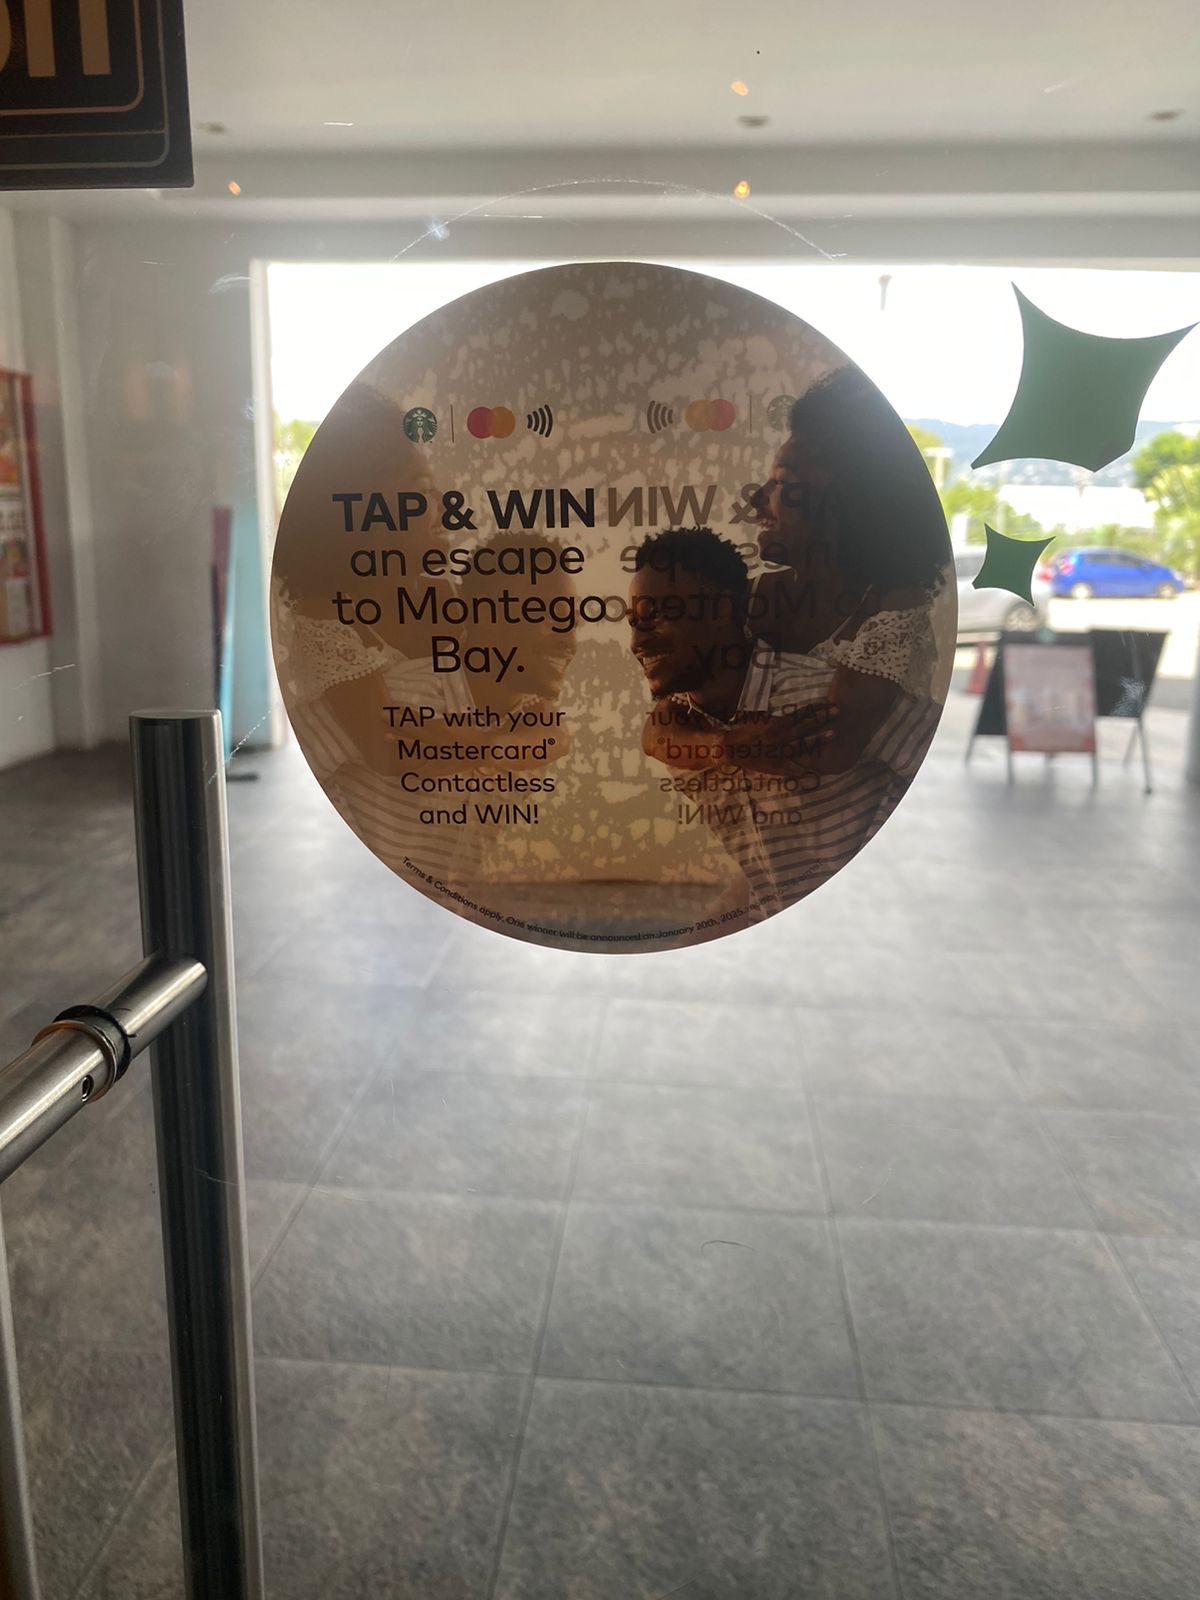 TAP & WIN
an escape
to Montego
Bay.
TAP with your
Mastercard®
Contactless
and WIN!
Terms & Conditions apply. One winner will be announced on January 20th, 2025.